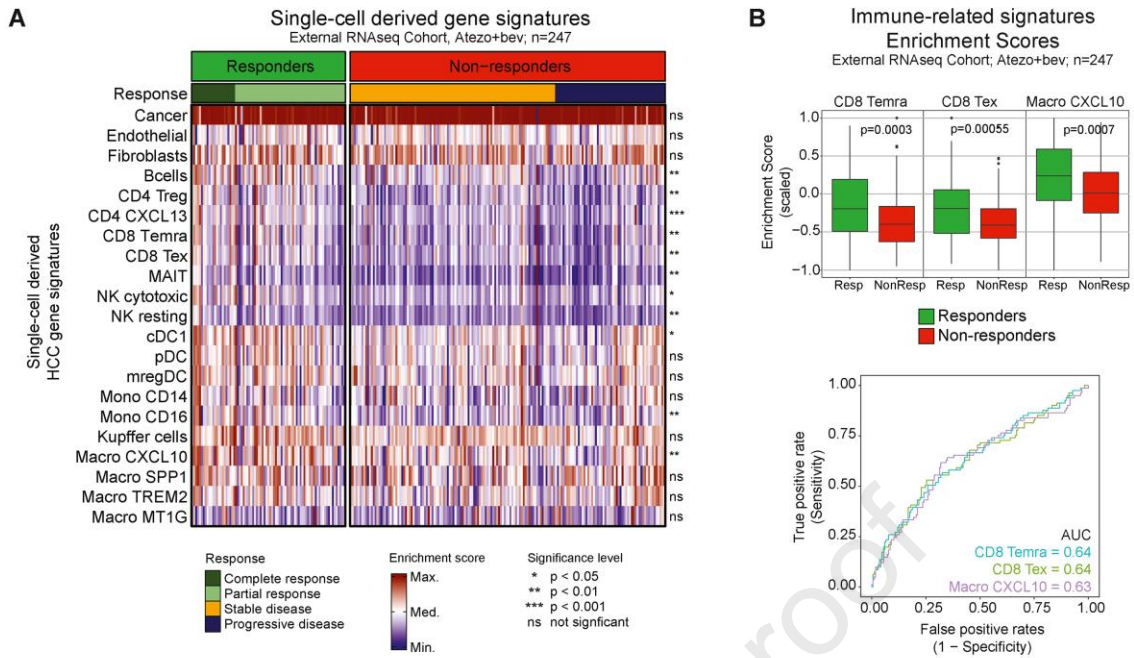 A
Single-cell derived gene signatures
External RNAseq Cohort, Atezo+bev; n=247
Responders
Non-responders
Response
Single-cell derived
HCC gene signatures
Cancer ns
Endothelial ns
Fibroblasts ns
Bcells **
CD4 Treg **
CD4 CXCL13 ***
CD8 Temra **
CD8 Tex **
MAIT **
NK cytotoxic *
NK resting **
cDC1 *
pDC ns
mregDC ns
Mono CD14 ns
Mono CD16 **
Kupffer cells ns
Macro CXCL10 **
Macro SPP1 ns
Macro TREM2 ns
Macro MT1G ns
Response
Complete response
Partial response
Stable disease
Progressive disease
Enrichment score
Max.
Med.
Min.
Significance level
* p < 0.05
** p < 0.01
*** p < 0.001
ns not signficant
B
Immune-related signatures
Enrichment Scores
External RNAseq Cohort; Atezo+bev; n=247
CD8 Temra CD8 Tex Macro CXCL10
p=0.0003 p=0.00055 p=0.0007
Enrichment Score
(scaled)
1.0
0.5
0.0
−0.5
−1.0
Resp NonResp Resp NonResp Resp NonResp
Responders
Non-responders
True positive rate
(Sensitivity)
1.00
0.75
0.50
0.25
0.00
AUC
CD8 Temra = 0.64
CD8 Tex = 0.64
Macro CXCL10 = 0.63
0.00 0.25 0.50 0.75 1.00
False positive rates
(1 − Specificity)
roof